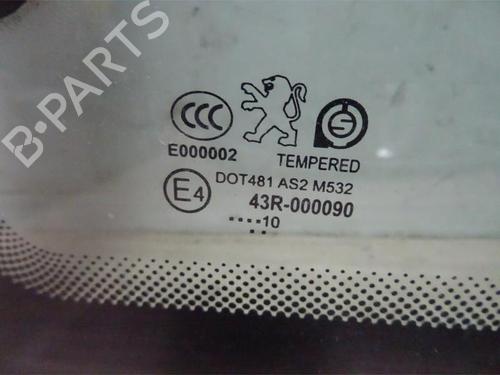 B-PARTS
CCC
S
E000002 TEMPERED
E4 DOT481 AS2 M532
43R-000090
.....10
..